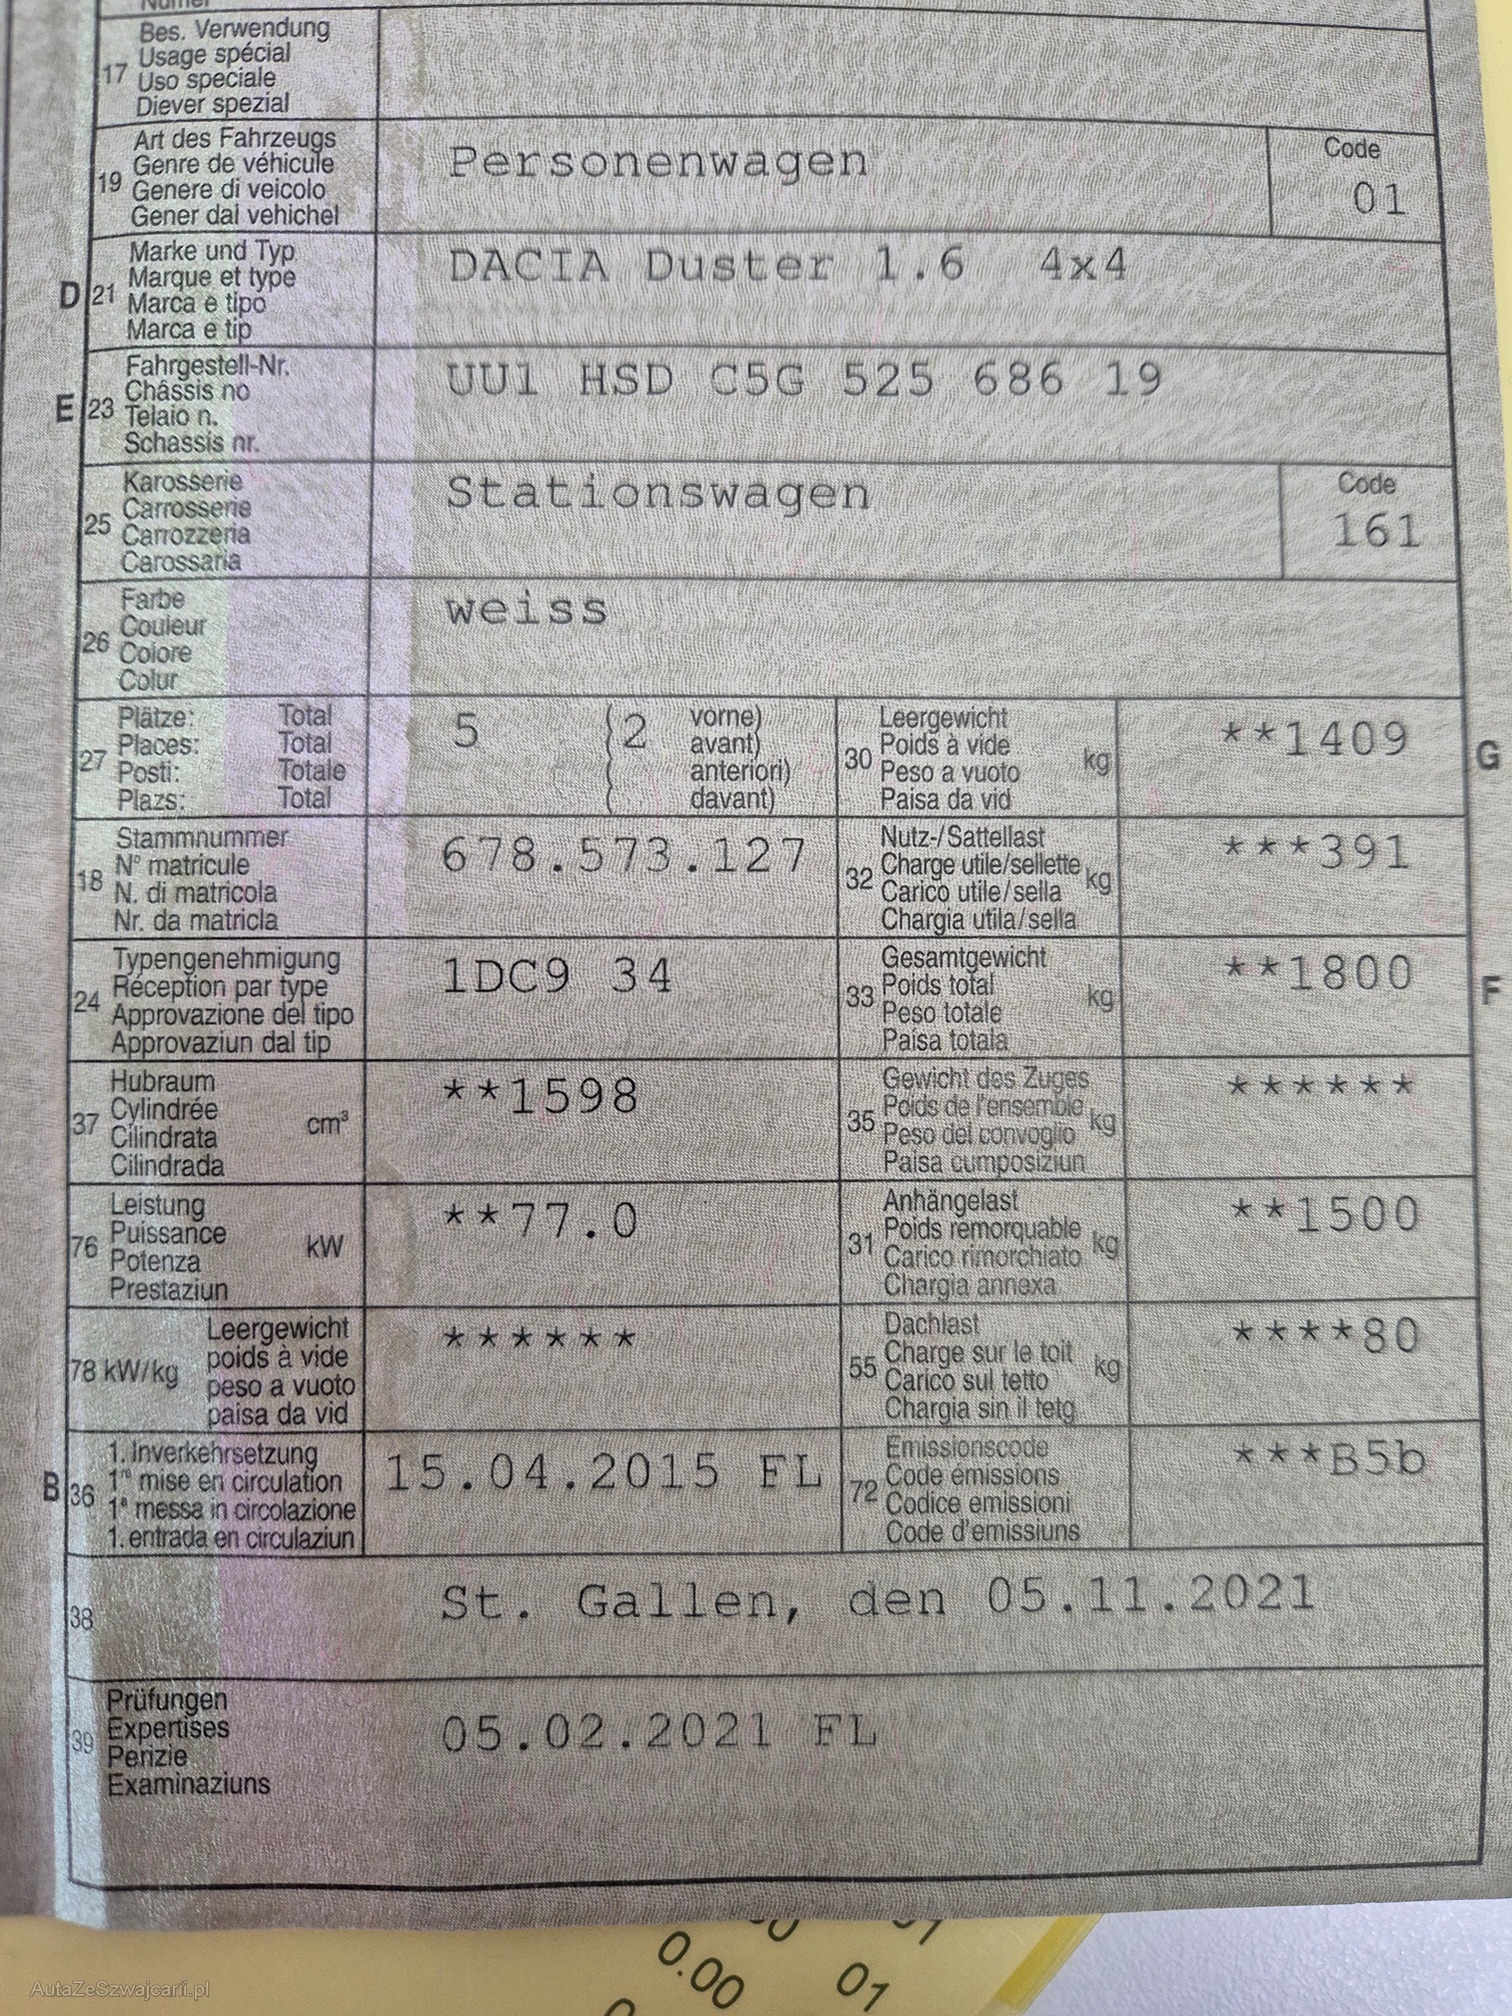 Numer
17
Bes. Verwendung
Usage spécial
Uso speciale
Diever spezial
19
Art des Fahrzeugs
Genre de véhicule
Genere di veicolo
Gener dal vehichel
Personenwagen
Code
01
D
21
Marke und Typ
Marque et type
Marca e tipo
Marca e tip
DACIA Duster 1.6 4x4
E
23
Fahrgestell-Nr.
Châssis no
Telaio n.
Schassis nr.
UU1 HSD C5G 525 686 19
25
Karosserie
Carrosserie
Carrozzeria
Carossaria
Stationswagen
Code
161
26
Farbe
Couleur
Colore
Colur
weiss
27
Plätze: Total
Places: Total
Posti: Totale
Plazs: Total
5 (2 vorne)
( avant)
( anteriori)
( davant)
30
Leergewicht
Poids à vide
Peso a vuoto
Paisa da vid
kg
**1409
G
18
Stammnummer
N° matricule
N. di matricola
Nr. da matricla
678.573.127
32
Nutz-/Sattellast
Charge utile/sellette
Carico utile/sella
Chargia utila/sella
kg
***391
24
Typengenehmigung
Réception par type
Approvazione del tipo
Approvaziun dal tip
1DC9 34
33
Gesamtgewicht
Poids total
Peso totale
Paisa totala
kg
**1800
F
37
Hubraum
Cylindrée
Cilindrata
Cilindrada
cm³
**1598
35
Gewicht des Zuges
Poids de l'ensemble
Peso del convoglio
Paisa cumposiziun
kg
******
76
Leistung
Puissance
Potenza
Prestaziun
kW
**77.0
31
Anhängelast
Poids remorquable
Carico rimorchiato
Chargia annexa
kg
**1500
78 kW/kg
Leergewicht
poids à vide
peso a vuoto
paisa da vid
******
55
Dachlast
Charge sur le toit
Carico sul tetto
Chargia sin il tetg
kg
****80
B
36
1. Inverkehrsetzung
1re mise en circulation
1a messa in circolazione
1. entrada en circulaziun
15.04.2015 FL
72
Emissionscode
Code émissions
Codice emissioni
Code d'emissiuns
***B5b
38
St. Gallen, den 05.11.2021
39
Prüfungen
Expertises
Perizie
Examinaziuns
05.02.2021 FL
0.00
01
AutaZeSzwajcarii.pl